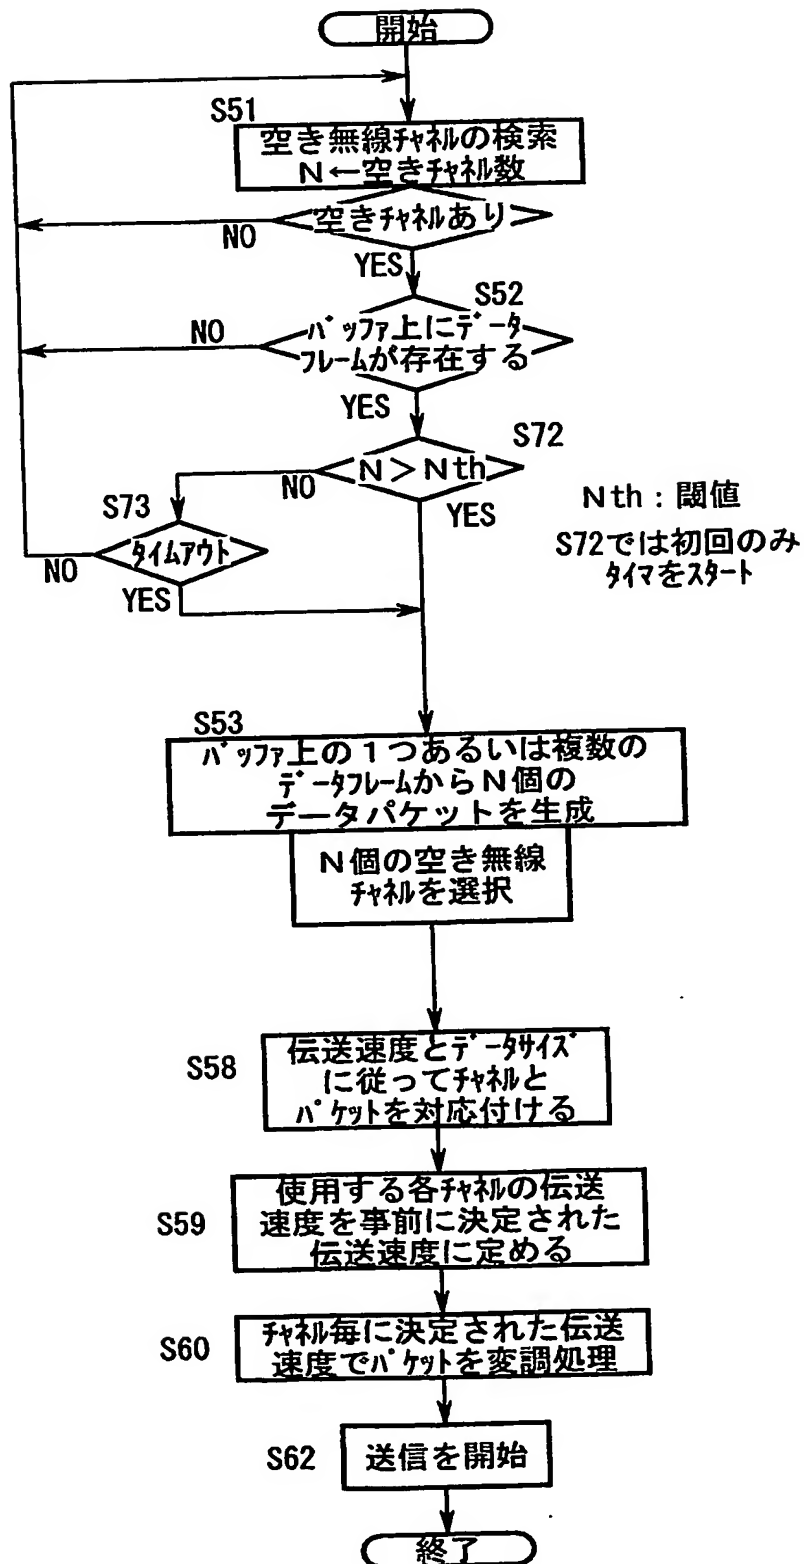 開始
S51
空き無線チャネルの検索
N←空きチャネル数
空きチャネルあり
NO
YES
S52
バッファ上にデータ
フレームが存在する
NO
YES
S72
N>Nth
NO
YES
S73
タイムアウト
NO
YES
Nth:閾値
S72では初回のみ
タイマをスタート
S53
バッファ上の1つあるいは複数の
データフレームからN個の
データパケットを生成
N個の空き無線
チャネルを選択
S58
伝送速度とデータサイズ
に従ってチャネルと
パケットを対応付ける
S59
使用する各チャネルの伝送
速度を事前に決定された
伝送速度に定める
S60
チャネル毎に決定された伝送
速度でパケットを変調処理
S62
送信を開始
終了